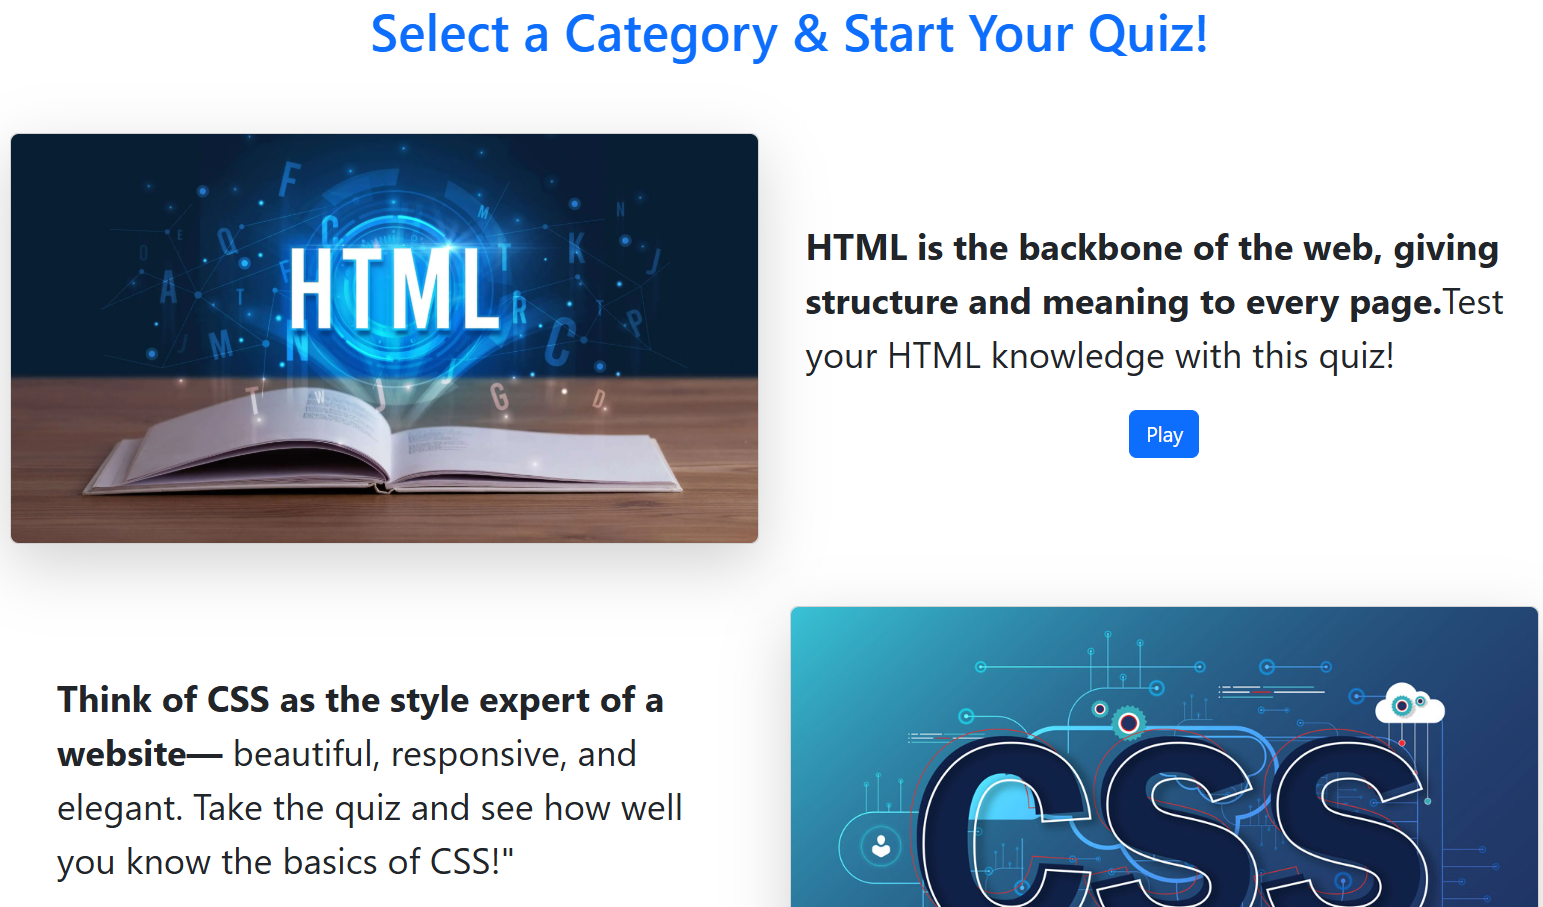 Select a Category & Start Your Quiz!
HTML
HTML is the backbone of the web, giving
structure and meaning to every page.Test
your HTML knowledge with this quiz!
Play
Think of CSS as the style expert of a
website— beautiful, responsive, and
elegant. Take the quiz and see how well
you know the basics of CSS!"
CSS